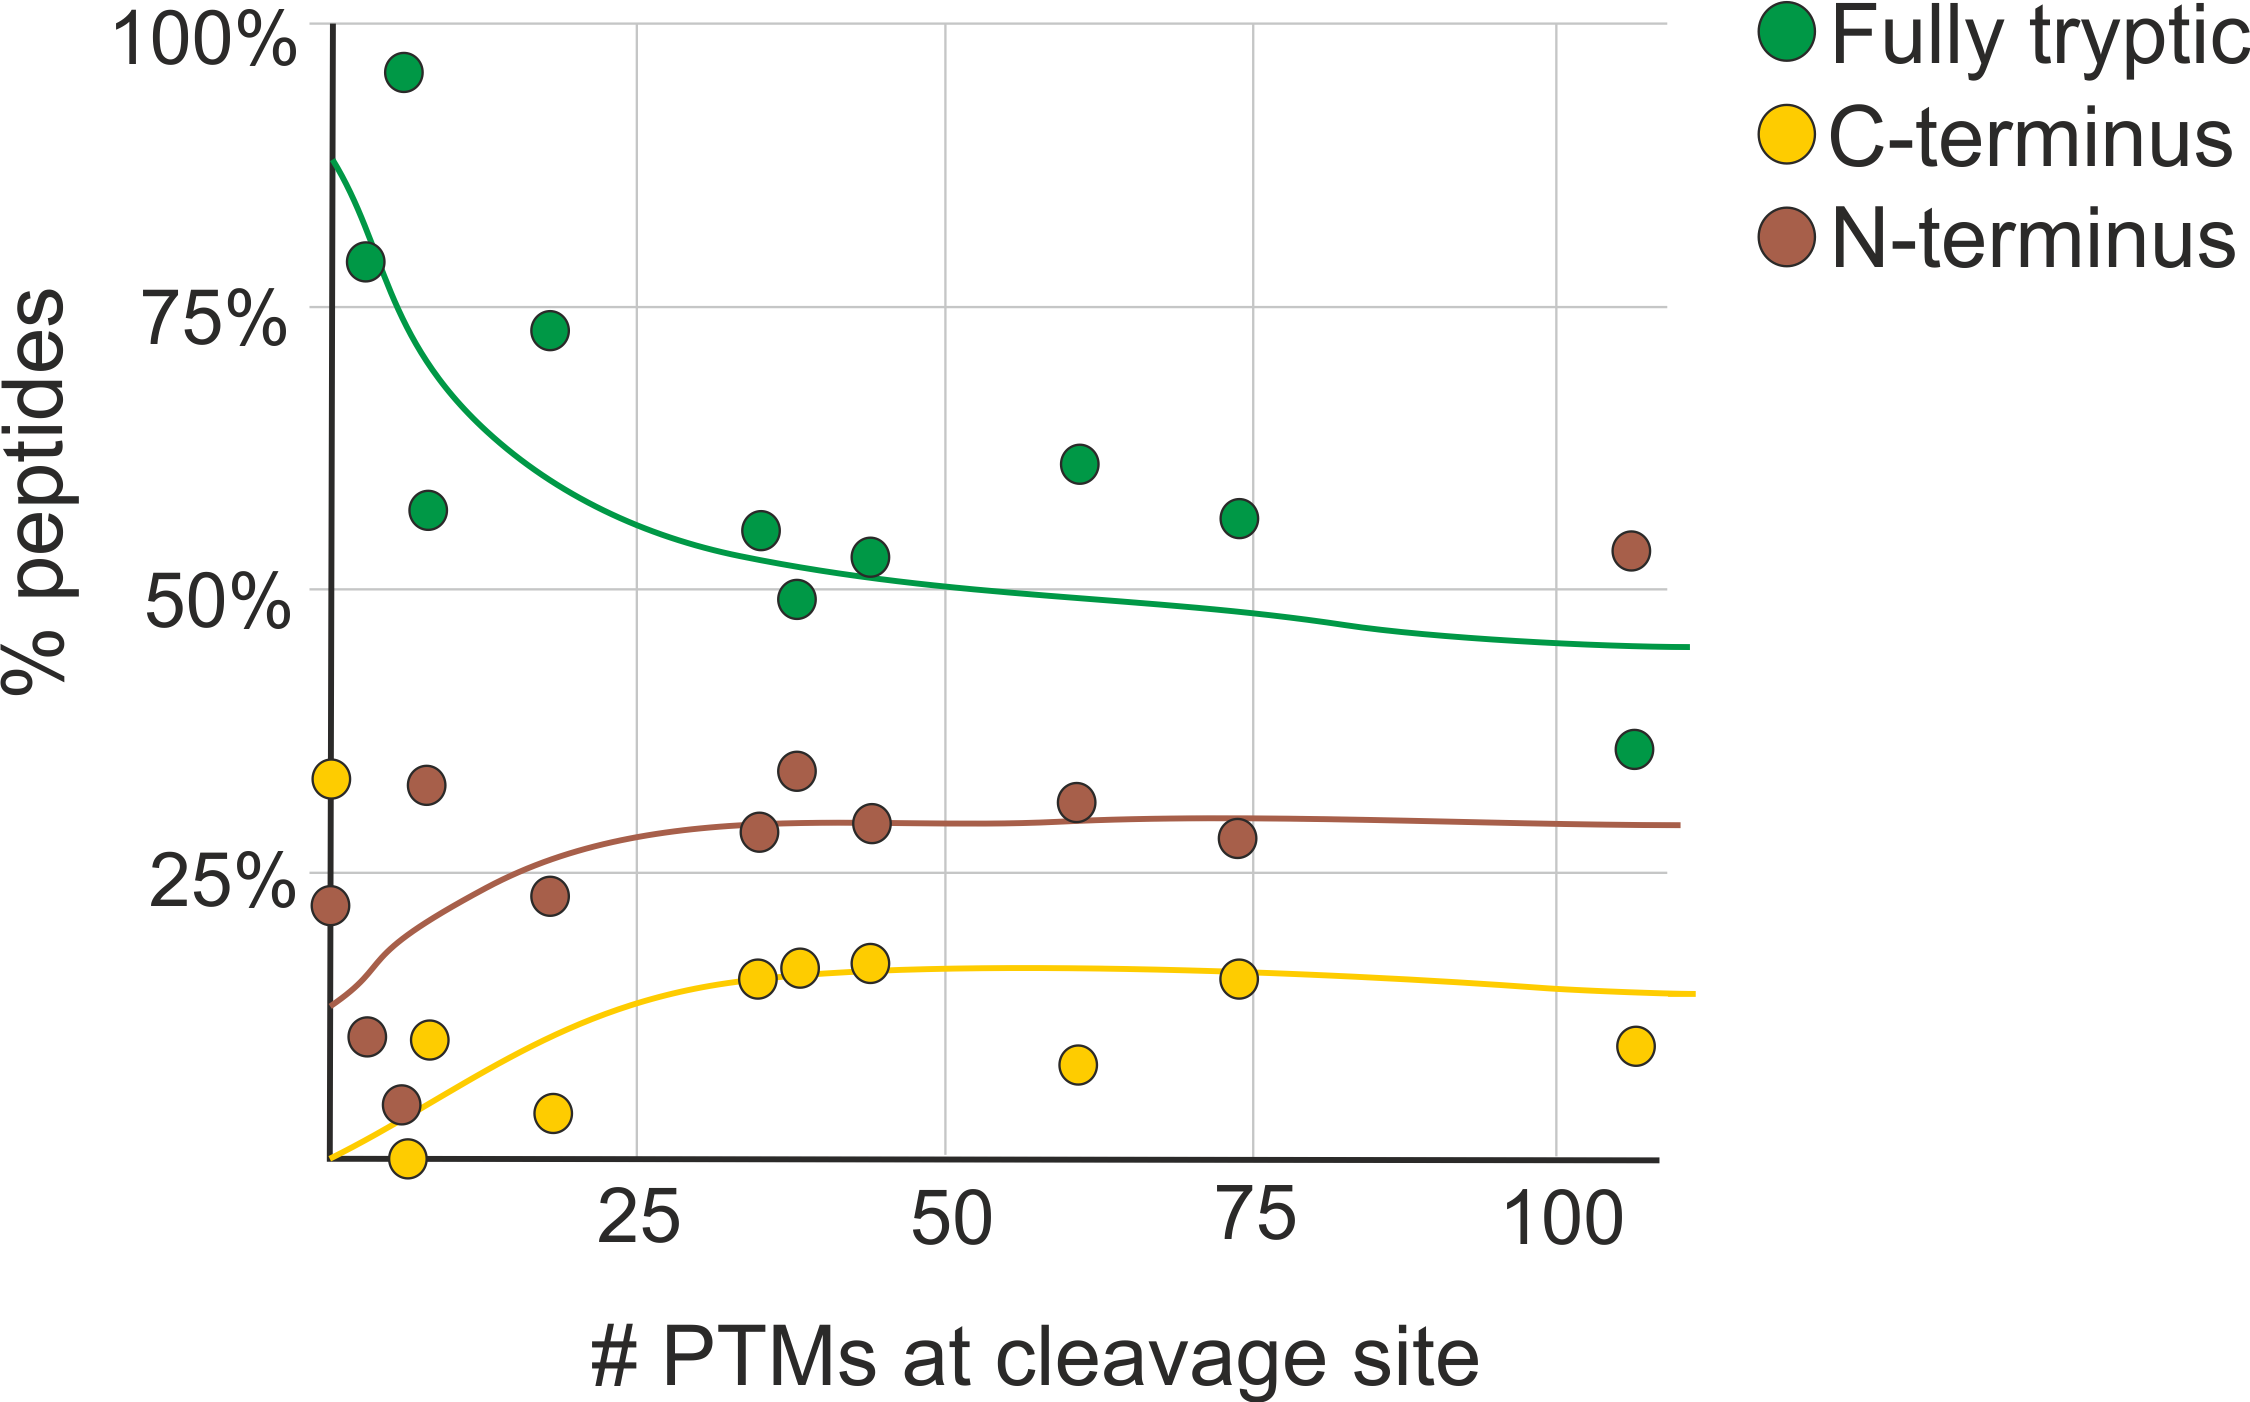 100%
75%
50%
25%
% peptides
25 50 75 100
# PTMs at cleavage site
Fully tryptic
C-terminus
N-terminus